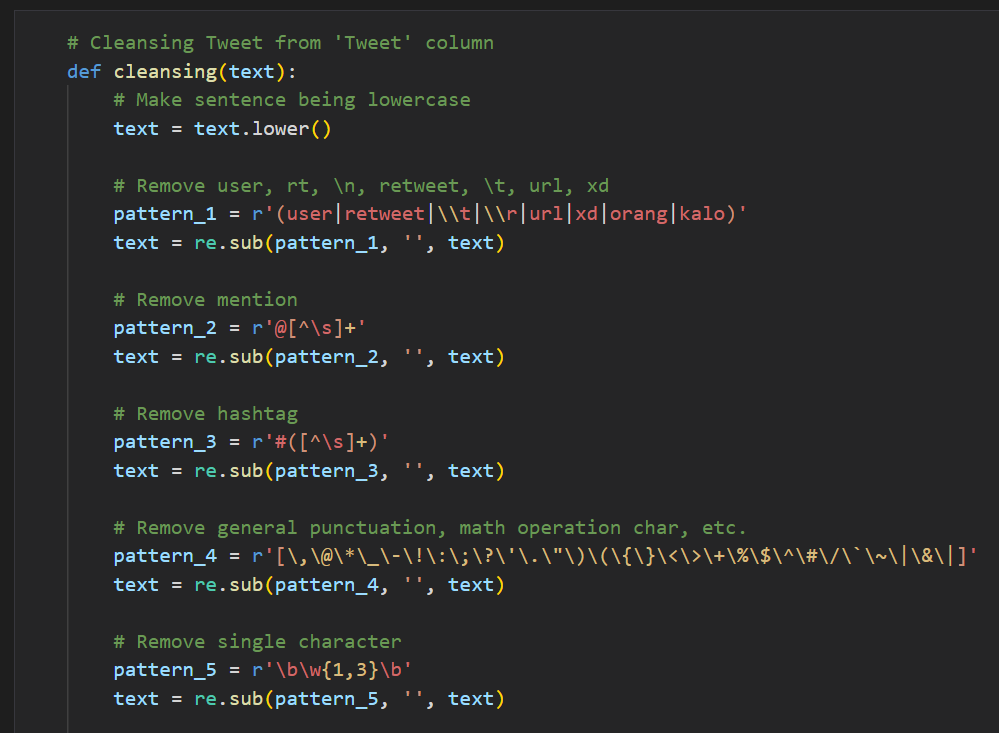 # Cleansing Tweet from 'Tweet' column
def cleansing(text):
    # Make sentence being lowercase
    text = text.lower()

    # Remove user, rt, \n, retweet, \t, url, xd
    pattern_1 = r'(user|retweet|\\t|\\r|url|xd|orang|kalo)'
    text = re.sub(pattern_1, '', text)

    # Remove mention
    pattern_2 = r'@[^\s]+'
    text = re.sub(pattern_2, '', text)

    # Remove hashtag
    pattern_3 = r'#([^\s]+)'
    text = re.sub(pattern_3, '', text)

    # Remove general punctuation, math operation char, etc.
    pattern_4 = r'[\,\@\*\_\-\!\:\;\?\'\.\"\)\(\{\}\<\>\+\%\$\^\#\/\`\~\|\&\|]'
    text = re.sub(pattern_4, '', text)

    # Remove single character
    pattern_5 = r'\b\w{1,3}\b'
    text = re.sub(pattern_5, '', text)